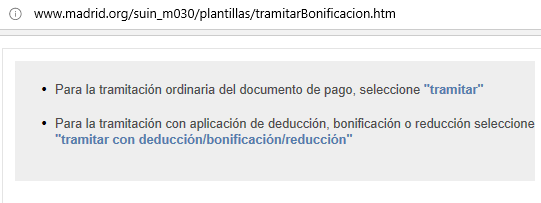 www.madrid.org/suin_m030/plantillas/tramitarBonificacion.htm
• Para la tramitación ordinaria del documento de pago, seleccione "tramitar"
• Para la tramitación con aplicación de deducción, bonificación o reducción seleccione
"tramitar con deducción/bonificación/reducción"